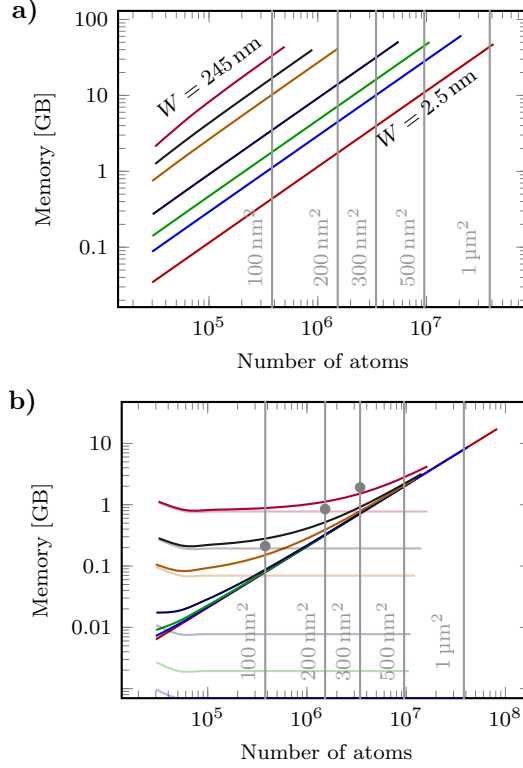 a)
100
10
1
0.1
Memory [GB]
W = 245 nm
W = 2.5 nm
100 nm²
200 nm²
300 nm²
500 nm²
1 µm²
10⁵
10⁶
10⁷
Number of atoms
b)
10
1
0.1
0.01
Memory [GB]
100 nm²
200 nm²
300 nm²
500 nm²
1 µm²
10⁵
10⁶
10⁷
10⁸
Number of atoms